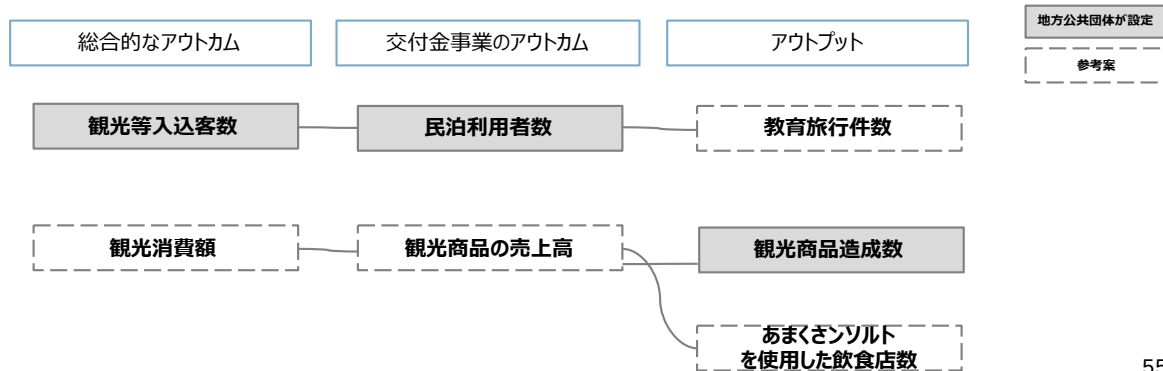 総合的なアウトカム
交付金事業のアウトカム
アウトプット
地方公共団体が設定
参考案
観光等入込客数
民泊利用者数
教育旅行件数
観光消費額
観光商品の売上高
観光商品造成数
あまくさンソルト
を使用した飲食店数
55